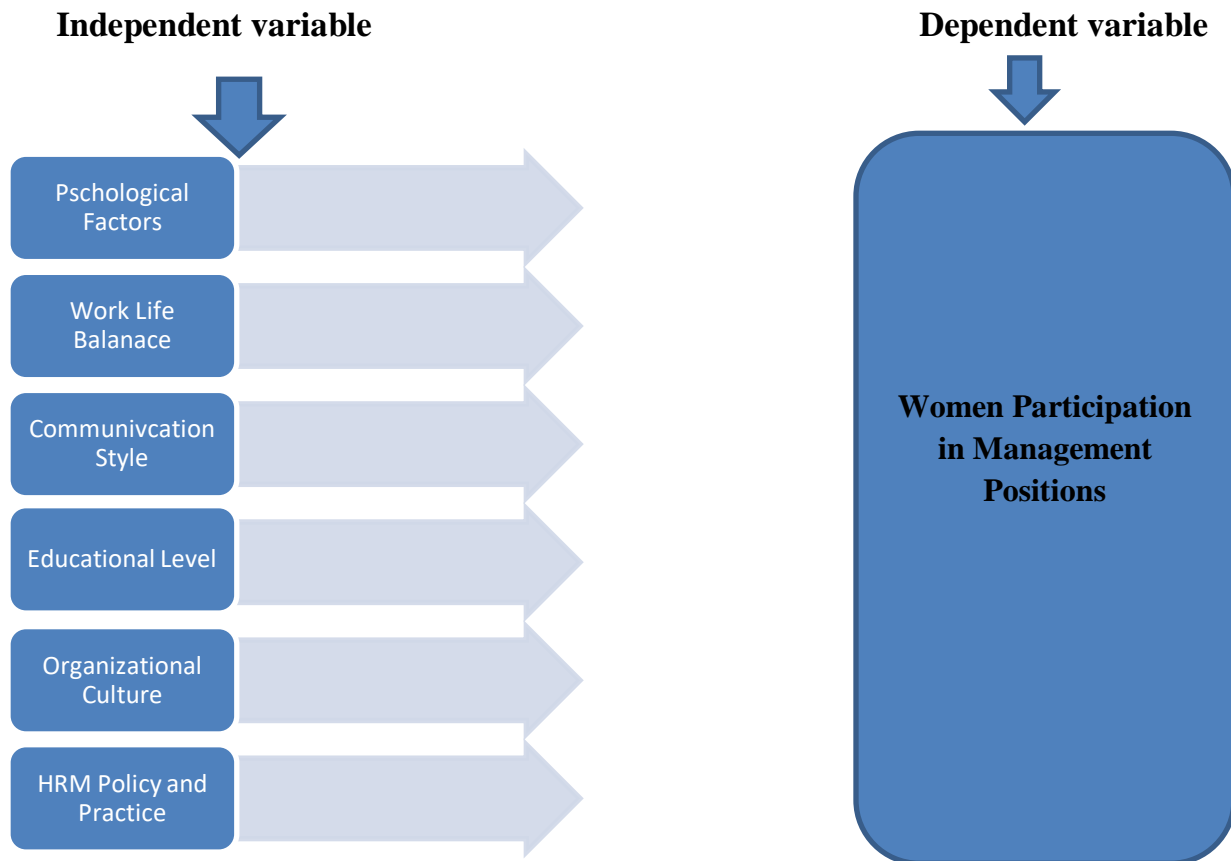 Independent variable
Dependent variable
Pschological
Factors
Work Life
Balanace
Communivcation
Style
Educational Level
Organizational
Culture
HRM Policy and
Practice
Women Participation
in Management
Positions